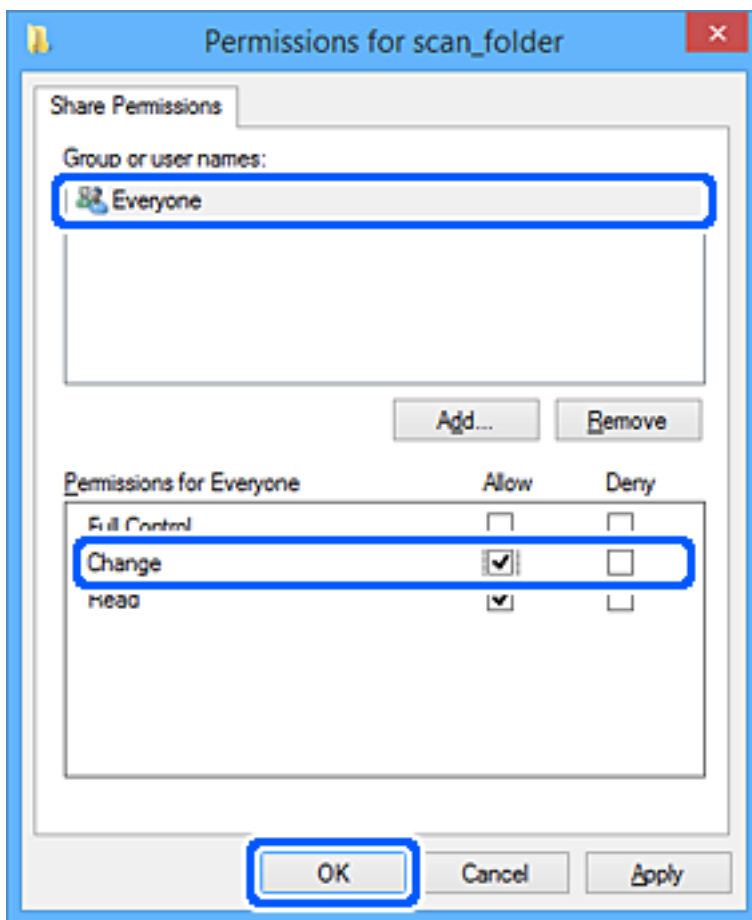 Permissions for scan_folder
Share Permissions
Group or user names:
Everyone
Add... Remove
Permissions for Everyone Allow Deny
Full Control
Change
Read
OK Cancel Apply